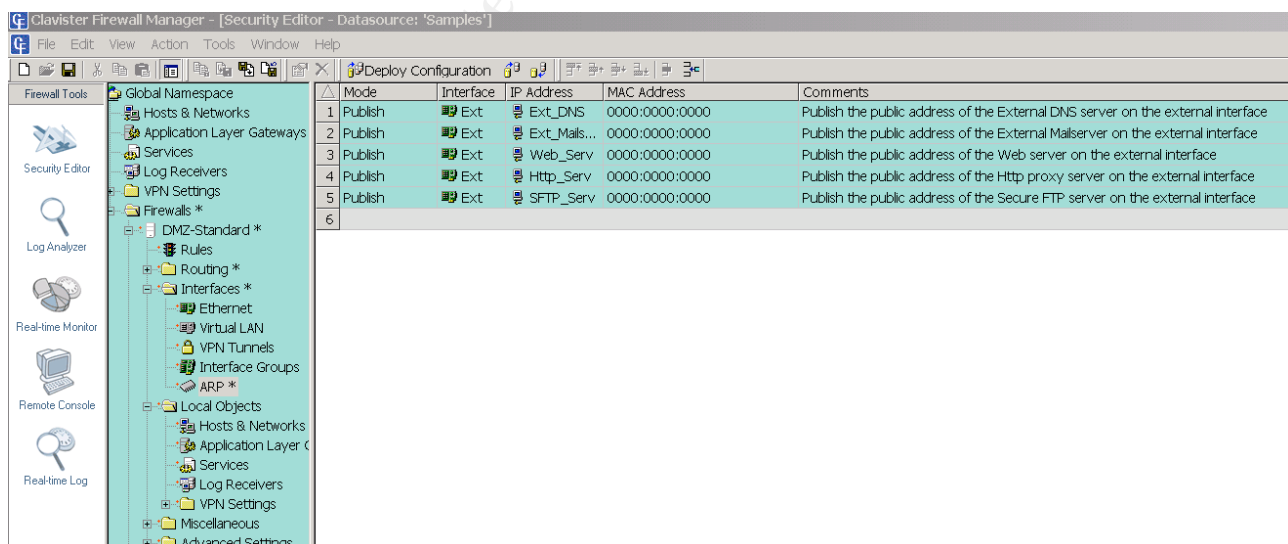 Clavister Firewall Manager - [Security Editor - Datasource: 'Samples']
File Edit View Action Tools Window Help
Deploy Configuration
Firewall Tools
Security Editor
Log Analyzer
Real-time Monitor
Remote Console
Real-time Log
Global Namespace
Hosts & Networks
Application Layer Gateways
Services
Log Receivers
VPN Settings
Firewalls *
DMZ-Standard *
Rules
Routing *
Interfaces *
Ethernet
Virtual LAN
VPN Tunnels
Interface Groups
ARP *
Local Objects
Hosts & Networks
Application Layer
Services
Log Receivers
VPN Settings
Miscellaneous
Advanced Settings
Mode Interface IP Address MAC Address Comments
1 Publish Ext Ext_DNS 0000:0000:0000 Publish the public address of the External DNS server on the external interface
2 Publish Ext Ext_Mails... 0000:0000:0000 Publish the public address of the External Mailserver on the external interface
3 Publish Ext Web_Serv 0000:0000:0000 Publish the public address of the Web server on the external interface
4 Publish Ext Http_Serv 0000:0000:0000 Publish the public address of the Http proxy server on the external interface
5 Publish Ext SFTP_Serv 0000:0000:0000 Publish the public address of the Secure FTP server on the external interface
6